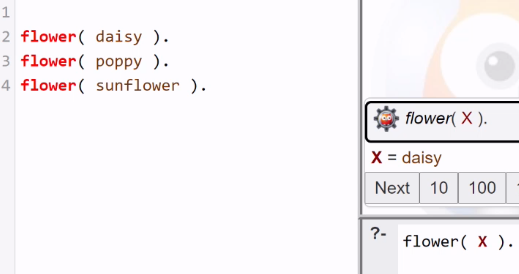 1
2 flower( daisy ).
3 flower( poppy ).
4 flower( sunflower ).
flower( X ).
X = daisy
Next 10 100
?- flower( X ).